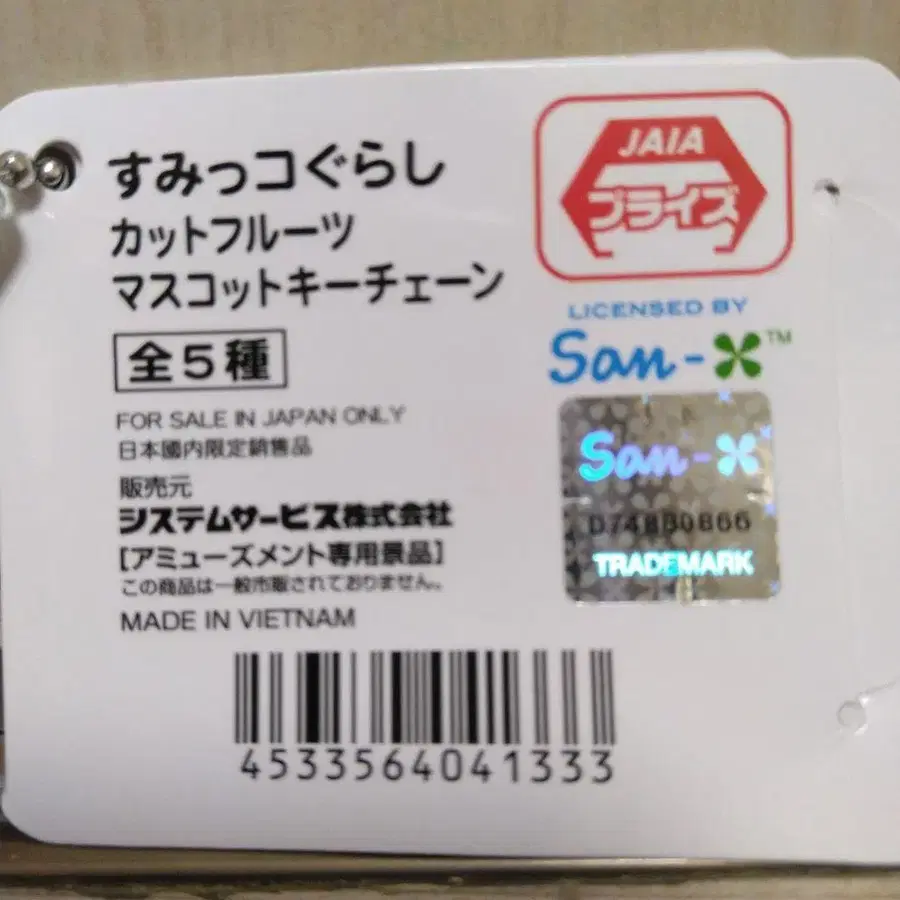 すみっコぐらし
カットフルーツ
マスコットキーチェーン
全5種
FOR SALE IN JAPAN ONLY
日本國内限定銷售品
販売元
システムサービス株式会社
[アミューズメント専用景品]
この商品は一般市販されておりません。
MADE IN VIETNAM
4533564041333
JAIA
プライズ
LICENSED BY
San-X™
San-X
D74880866
TRADEMARK